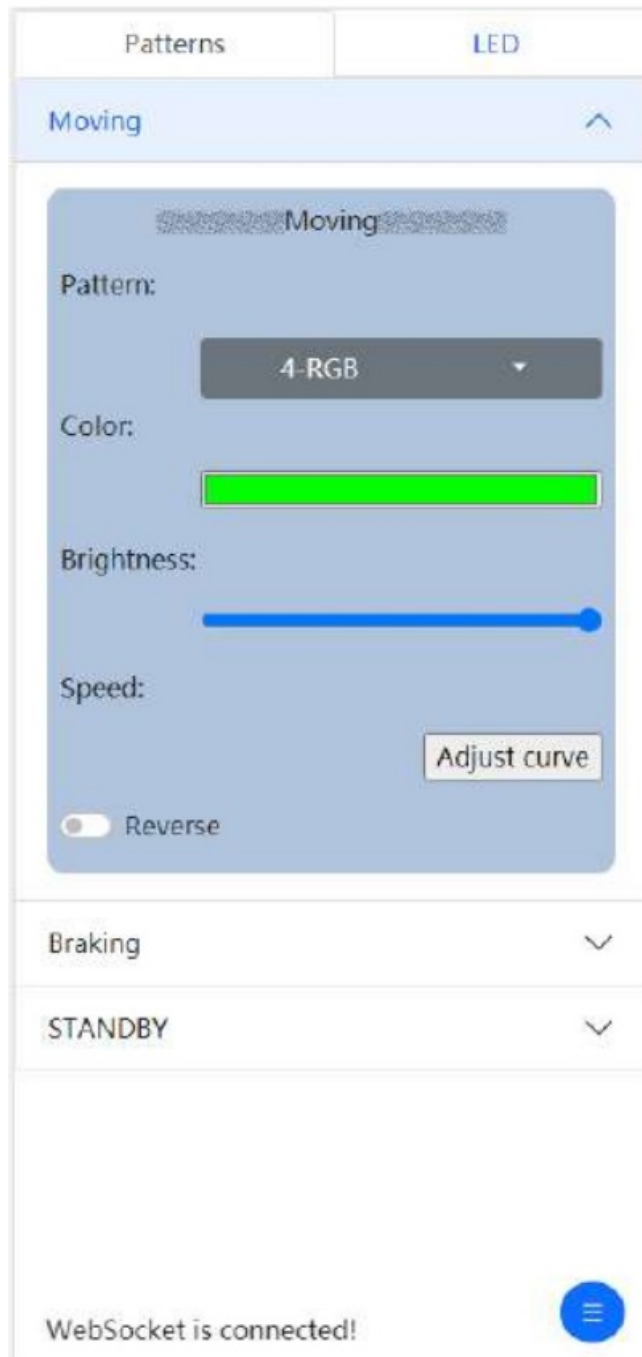 Patterns LED
Moving
Moving
Pattern:
4-RGB
Color:
Brightness:
Speed:
Adjust curve
Reverse
Braking
STANDBY
WebSocket is connected!